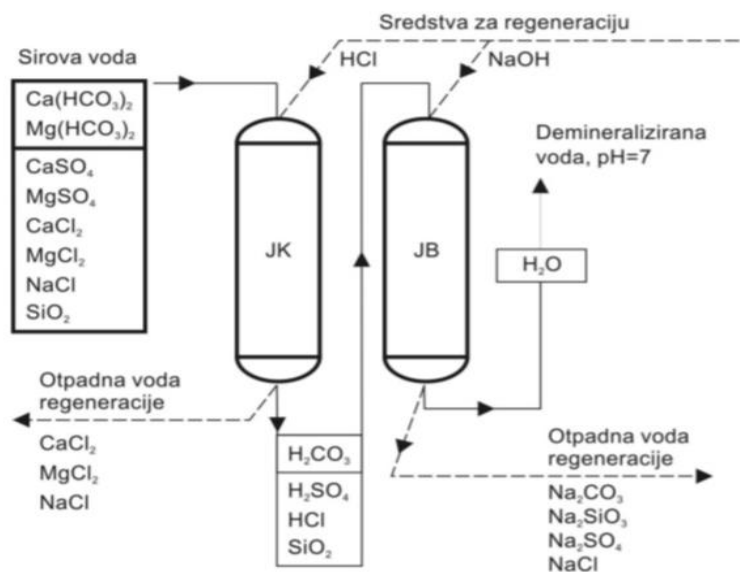 Sredstva za regeneraciju
HCl
NaOH
Sirova voda
Ca(HCO₃)₂
Mg(HCO₃)₂
CaSO₄
MgSO₄
CaCl₂
MgCl₂
NaCl
SiO₂
JK
JB
Demineralizirana
voda, pH=7
H₂O
Otpadna voda
regeneracije
CaCl₂
MgCl₂
NaCl
H₂CO₃
H₂SO₄
HCl
SiO₂
Otpadna voda
regeneracije
Na₂CO₃
Na₂SiO₃
Na₂SO₄
NaCl